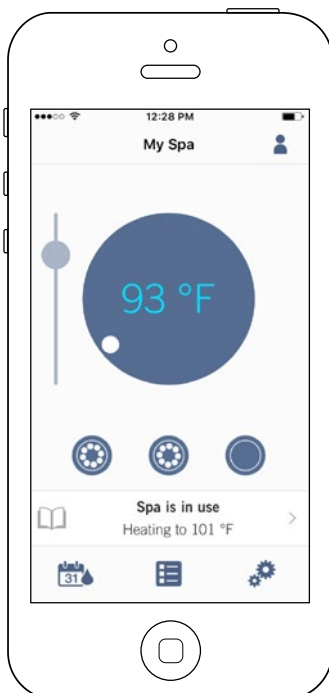 12:28 PM
My Spa
93 °F
Spa is in use
Heating to 101 °F
31